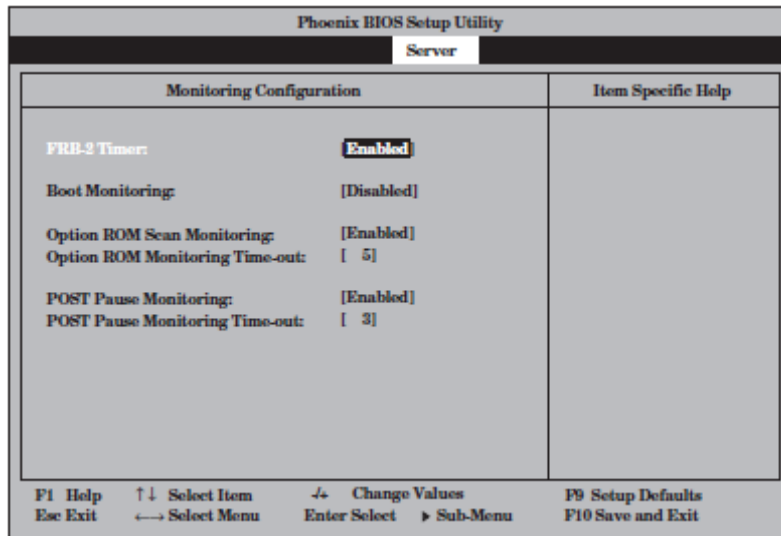 Phoenix BIOS Setup Utility
Server
Monitoring Configuration
Item Specific Help
FRB-2 Timer: [Enabled]
Boot Monitoring: [Disabled]
Option ROM Scan Monitoring: [Enabled]
Option ROM Monitoring Time-out: [ 5]
POST Pause Monitoring: [Enabled]
POST Pause Monitoring Time-out: [ 3]
F1 Help ↑↓ Select Item -/+ Change Values F9 Setup Defaults
Esc Exit ←→ Select Menu Enter Select ▶ Sub-Menu F10 Save and Exit